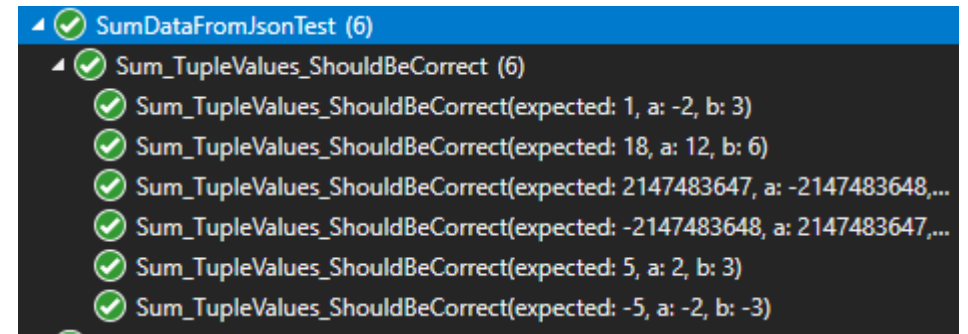 SumDataFromJsonTest (6)
Sum_TupleValues_ShouldBeCorrect (6)
Sum_TupleValues_ShouldBeCorrect(expected: 1, a: -2, b: 3)
Sum_TupleValues_ShouldBeCorrect(expected: 18, a: 12, b: 6)
Sum_TupleValues_ShouldBeCorrect(expected: 2147483647, a: -2147483648,...
Sum_TupleValues_ShouldBeCorrect(expected: -2147483648, a: 2147483647,...
Sum_TupleValues_ShouldBeCorrect(expected: 5, a: 2, b: 3)
Sum_TupleValues_ShouldBeCorrect(expected: -5, a: -2, b: -3)